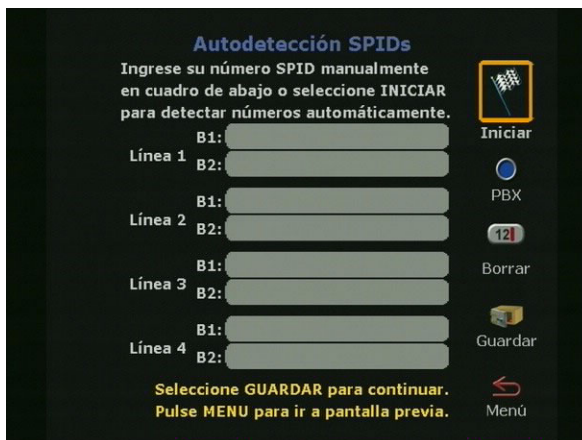 Autodetección SPIDs
Ingrese su número SPID manualmente
en cuadro de abajo o seleccione INICIAR
para detectar números automáticamente.
Línea 1
B1:
B2:
Línea 2
B1:
B2:
Línea 3
B1:
B2:
Línea 4
B1:
B2:
Seleccione GUARDAR para continuar.
Pulse MENU para ir a pantalla previa.
Iniciar
PBX
12
Borrar
Guardar
Menú